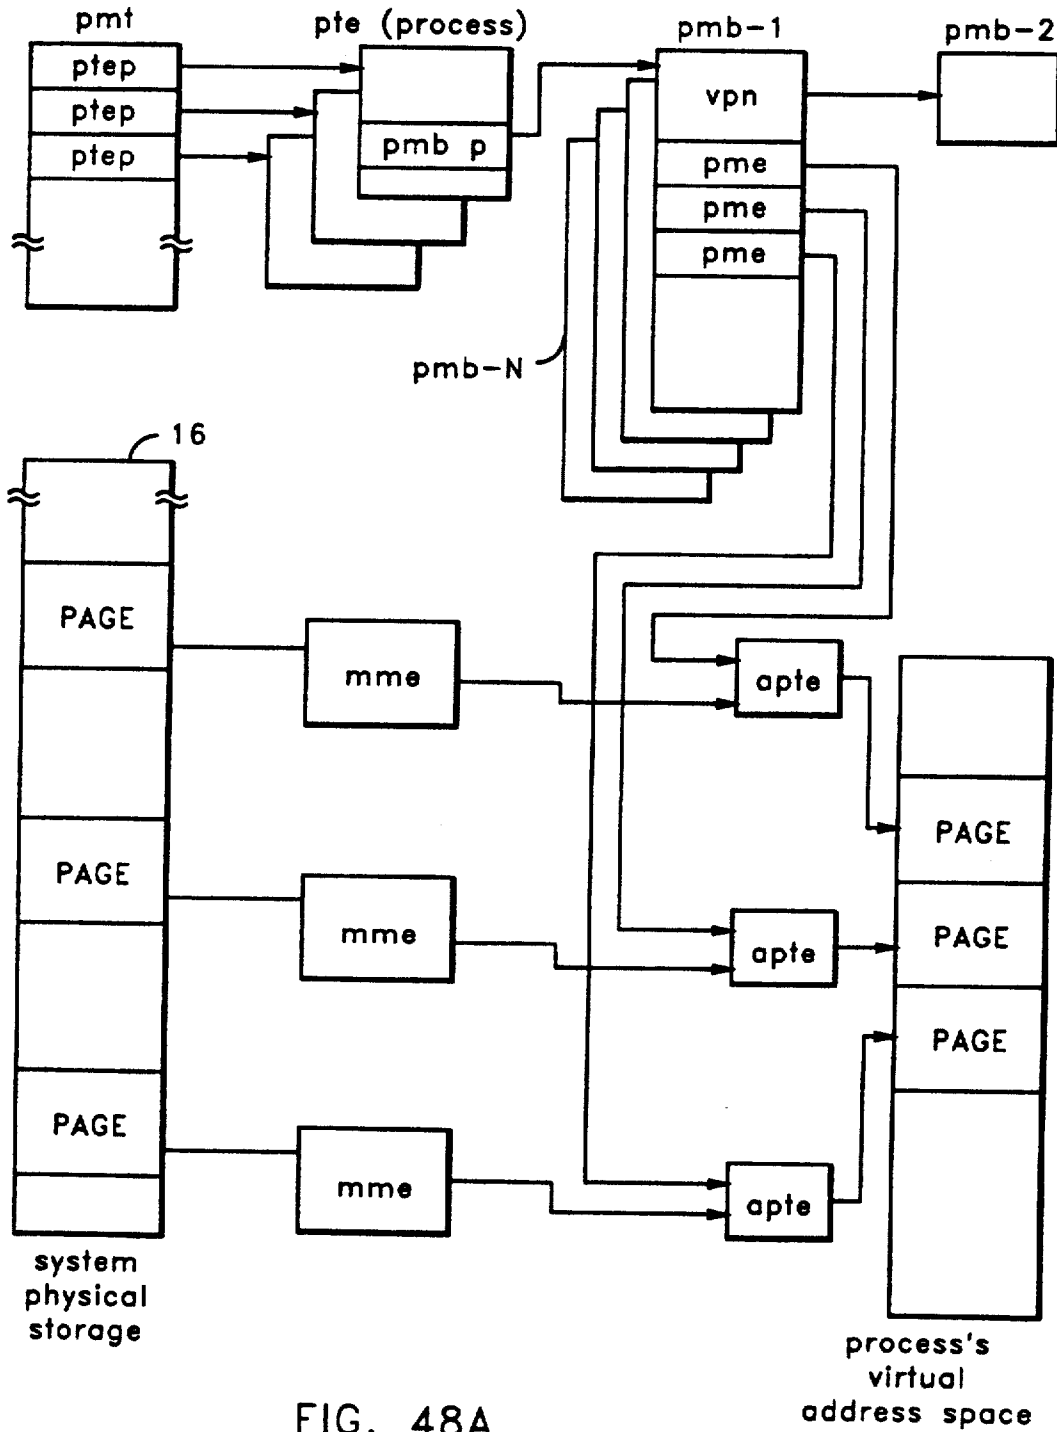 pmt
pte (process)
pmb-1
pmb-2
ptep
ptep
ptep
pmb p
vpn
pme
pme
pme
pmb-N
16
PAGE
mme
apte
PAGE
PAGE
mme
apte
PAGE
PAGE
PAGE
mme
apte
system
physical
storage
process's
virtual
address space
FIG. 48A